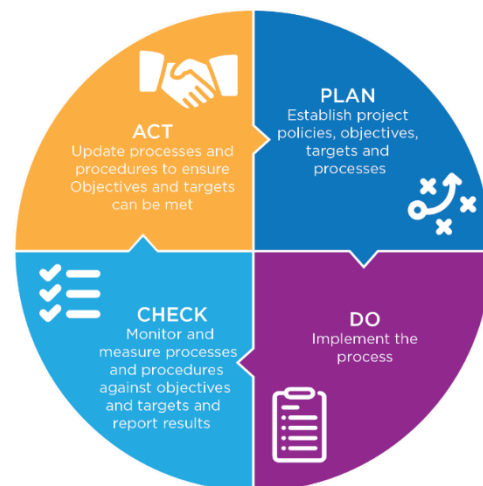 ACT
Update processes and
procedures to ensure
Objectives and targets
can be met
PLAN
Establish project
policies, objectives,
targets and
processes
CHECK
Monitor and
measure processes
and procedures
against objectives
and targets and
report results
DO
Implement the
process